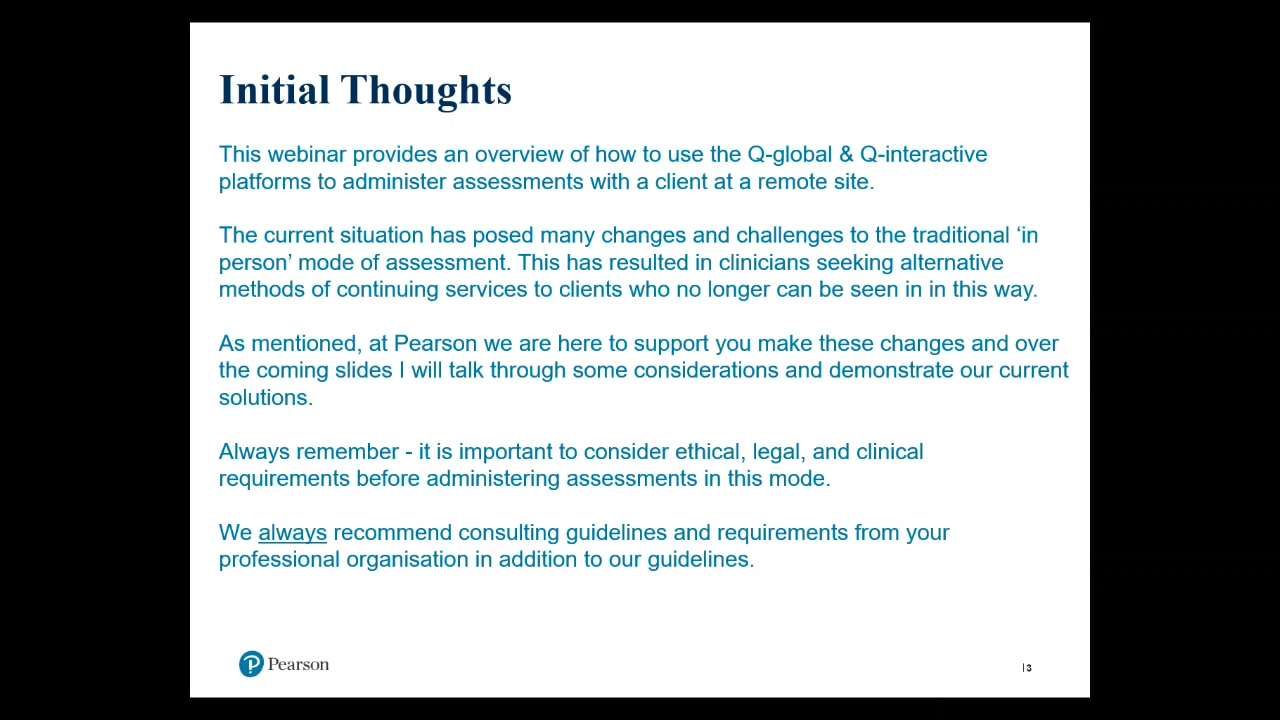 Initial Thoughts
This webinar provides an overview of how to use the Q-global & Q-interactive
platforms to administer assessments with a client at a remote site.
The current situation has posed many changes and challenges to the traditional ‘in
person’ mode of assessment. This has resulted in clinicians seeking alternative
methods of continuing services to clients who no longer can be seen in in this way.
As mentioned, at Pearson we are here to support you make these changes and over
the coming slides I will talk through some considerations and demonstrate our current
solutions.
Always remember - it is important to consider ethical, legal, and clinical
requirements before administering assessments in this mode.
We always recommend consulting guidelines and requirements from your
professional organisation in addition to our guidelines.
Pearson
| 3